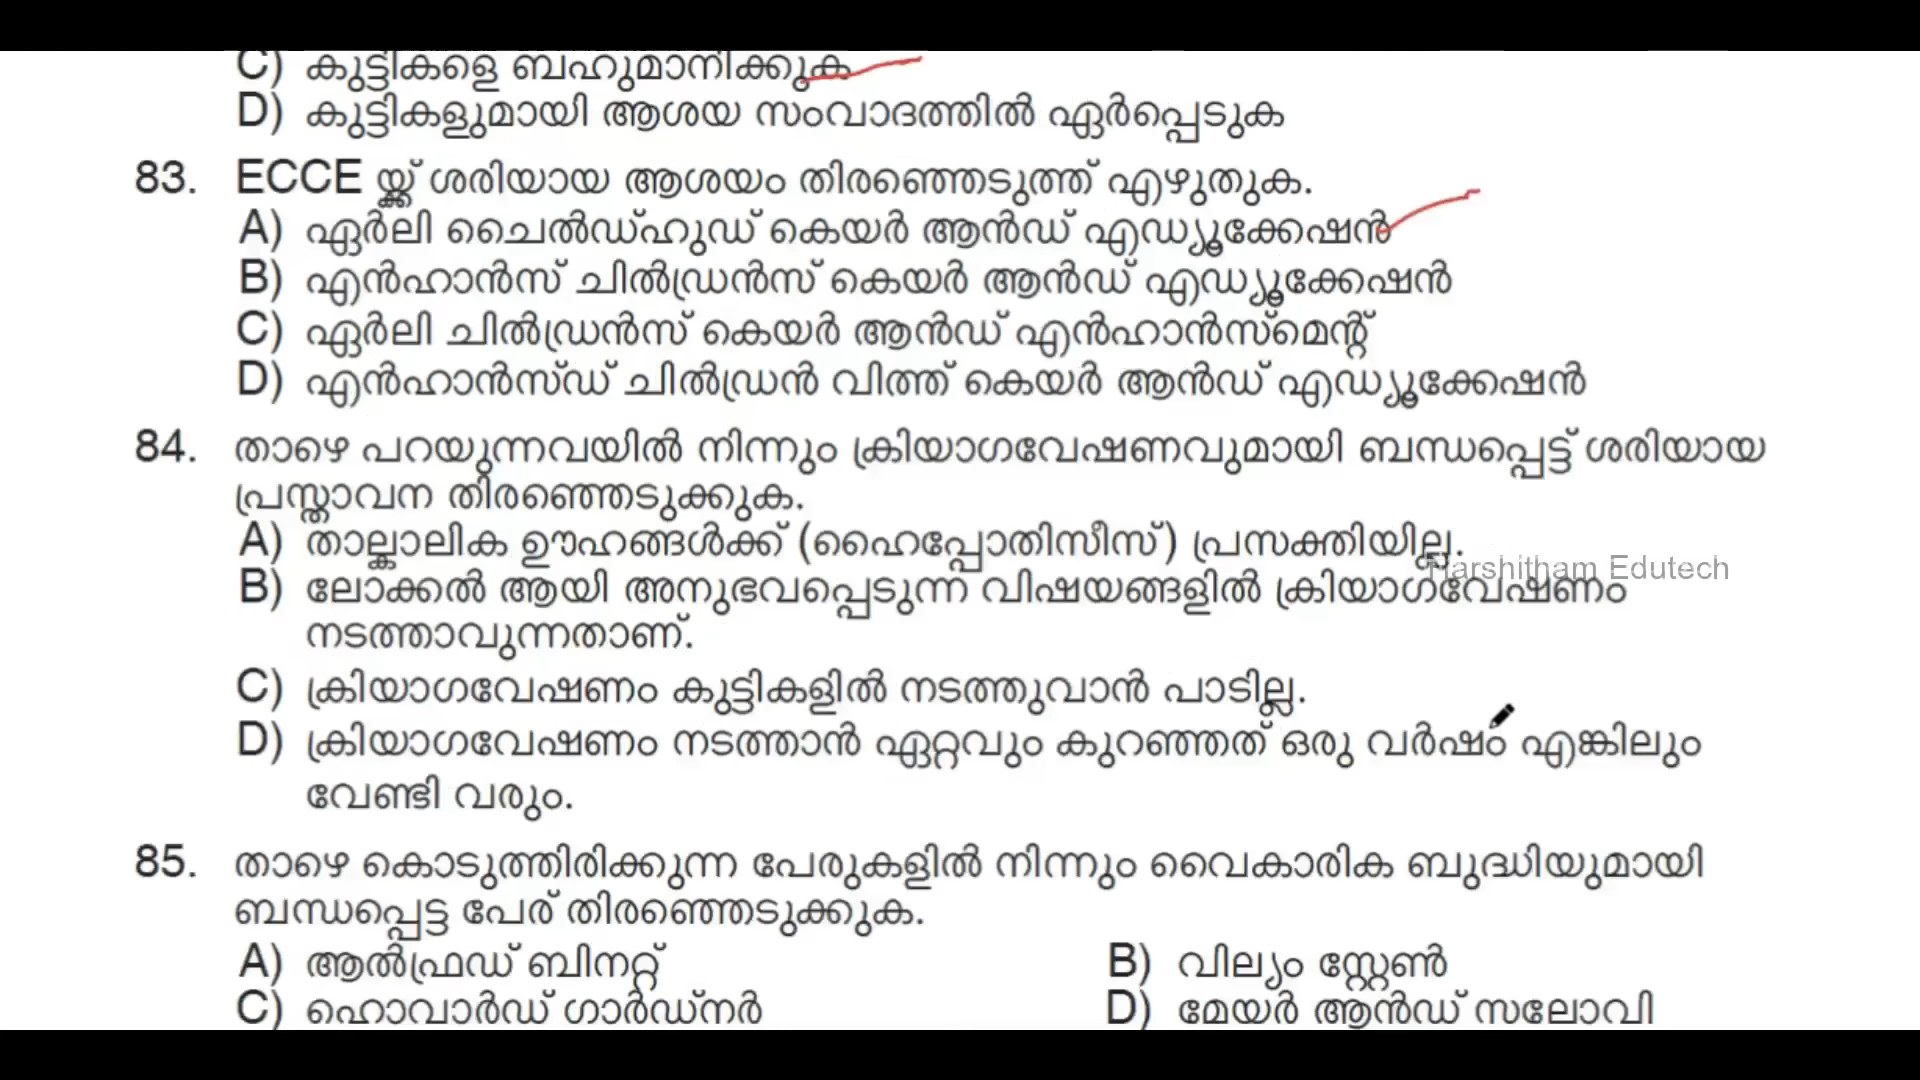 C) കുട്ടികളെ ബഹുമാനിക്കുക
D) കുട്ടികളുമായി ആശയ സംവാദത്തിൽ ഏർപ്പെടുക
83. ECCE യ്ക്ക് ശരിയായ ആശയം തിരഞ്ഞെടുത്ത് എഴുതുക.
A) ഏർലി ചൈൽഡ്ഹുഡ് കെയർ ആൻഡ് എഡ്യൂക്കേഷൻ
B) എൻഹാൻസ് ചിൽഡ്രൻസ് കെയർ ആൻഡ് എഡ്യൂക്കേഷൻ
C) ഏർലി ചിൽഡ്രൻസ് കെയർ ആൻഡ് എൻഹാൻസ്മെന്റ്
D) എൻഹാൻസ്ഡ് ചിൽഡ്രൻ വിത്ത് കെയർ ആൻഡ് എഡ്യൂക്കേഷൻ
84. താഴെ പറയുന്നവയിൽ നിന്നും ക്രിയാഗവേഷണവുമായി ബന്ധപ്പെട്ട് ശരിയായ
പ്രസ്താവന തിരഞ്ഞെടുക്കുക.
A) താല്കാലിക ഊഹങ്ങൾക്ക് (ഹൈപ്പോതിസീസ്) പ്രസക്തിയില്ല.
Harshitham Edutech
B) ലോക്കൽ ആയി അനുഭവപ്പെടുന്ന വിഷയങ്ങളിൽ ക്രിയാഗവേഷണം
നടത്താവുന്നതാണ്.
C) ക്രിയാഗവേഷണം കുട്ടികളിൽ നടത്തുവാൻ പാടില്ല.
D) ക്രിയാഗവേഷണം നടത്താൻ ഏറ്റവും കുറഞ്ഞത് ഒരു വർഷം എങ്കിലും
വേണ്ടി വരും.
85. താഴെ കൊടുത്തിരിക്കുന്ന പേരുകളിൽ നിന്നും വൈകാരിക ബുദ്ധിയുമായി
ബന്ധപ്പെട്ട പേര് തിരഞ്ഞെടുക്കുക.
A) ആൽഫ്രഡ് ബിനറ്റ് B) വില്യം സ്റ്റേൺ
C) ഹൊവാർഡ് ഗാർഡ്നർ D) മേയർ ആൻഡ് സലോവി